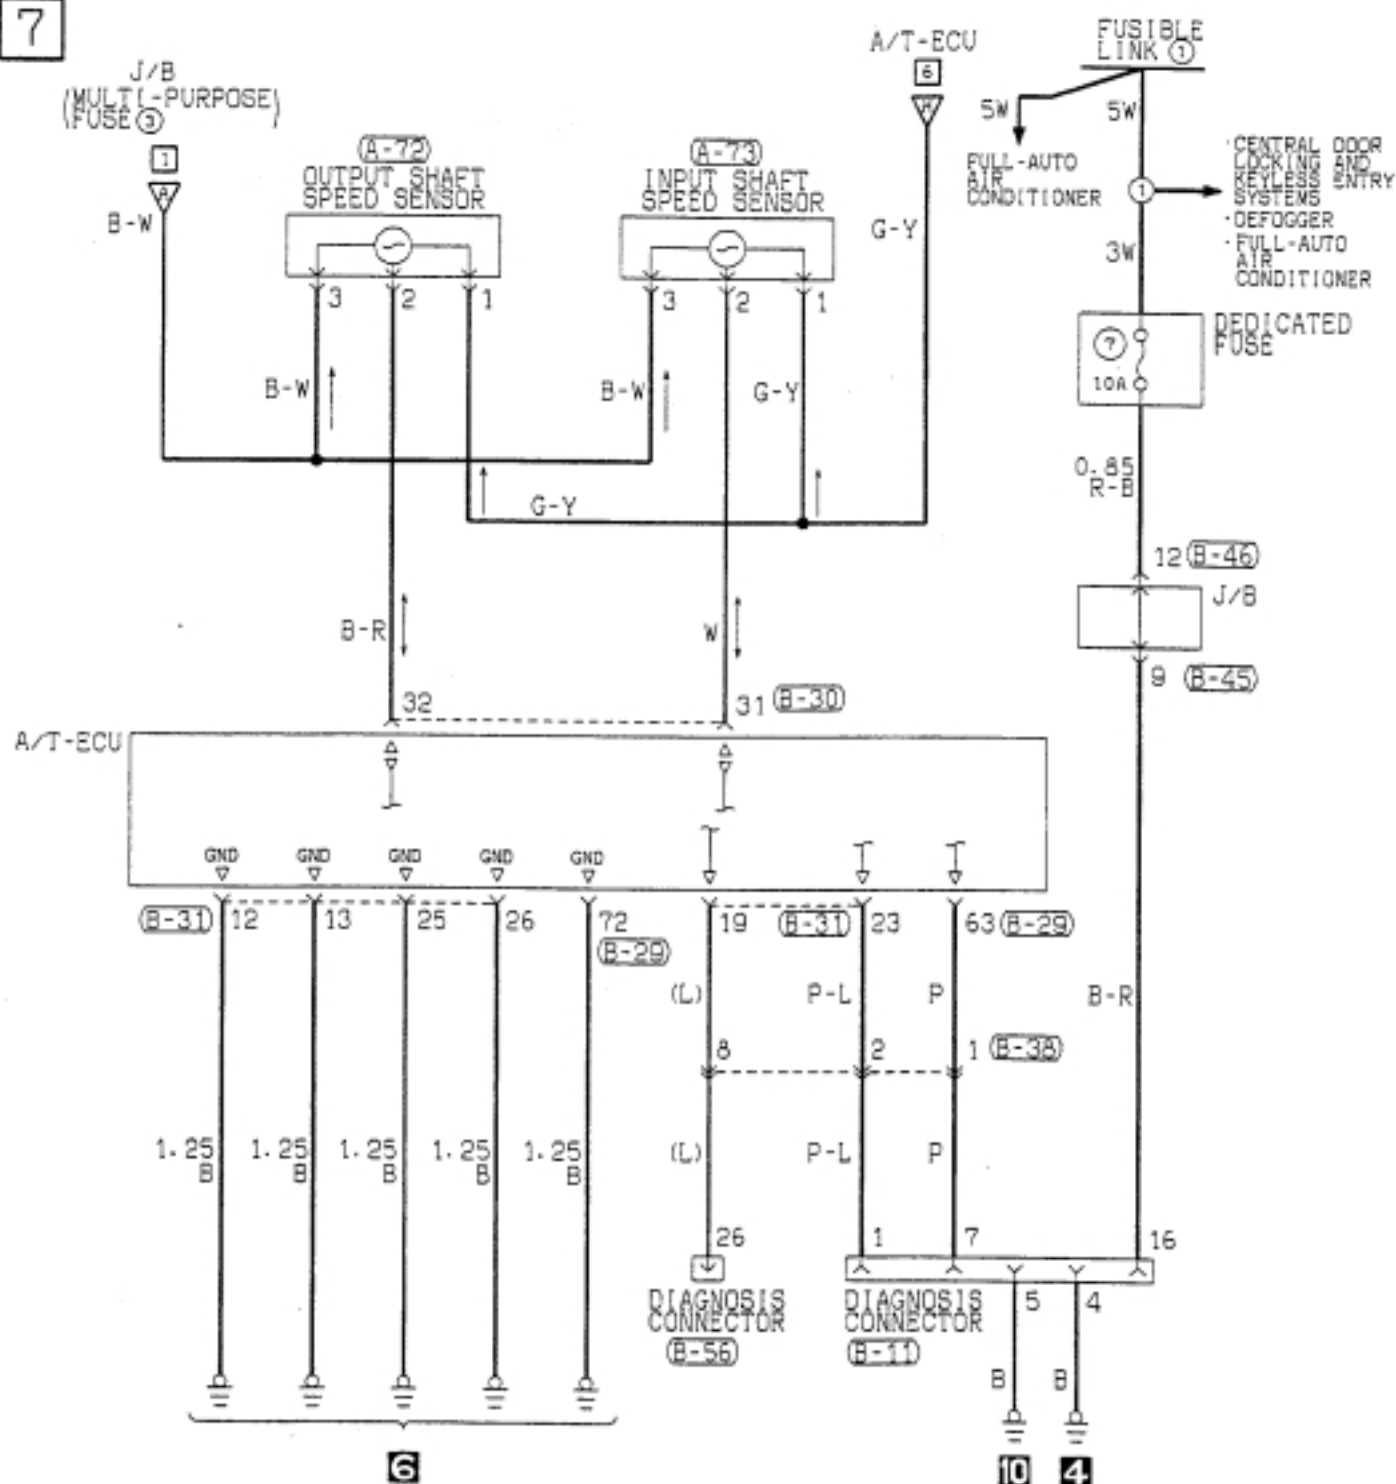 7
J/B
(MULTI-PURPOSE)
FUSE ③
1
A
B-W
A/T-ECU
6
H
G-Y
FUSIBLE
LINK ①
5W
5W
FULL-AUTO
AIR
CONDITIONER
1
·CENTRAL DOOR
LOCKING AND
KEYLESS ENTRY
SYSTEMS
·DEFOGGER
·FULL-AUTO
AIR
CONDITIONER
3W
A-72
OUTPUT SHAFT
SPEED SENSOR
3 2 1
A-73
INPUT SHAFT
SPEED SENSOR
3 2 1
DEDICATED
FUSE
7
10A
B-W
B-W
G-Y
G-Y
0.85
R-B
12 B-46
J/B
9 B-45
B-R
W
32
31 B-30
A/T-ECU
GND GND GND GND GND
B-31 12 13 25 26 72
B-29
19 B-31 23 63 B-29
(L) P-L P B-R
8 2 1 B-38
1.25
B
1.25
B
1.25
B
1.25
B
1.25
B
(L) P-L P
26 1 7 16
DIAGNOSIS
CONNECTOR
B-56
DIAGNOSIS
CONNECTOR
B-11
5 4
B B
6
10 4